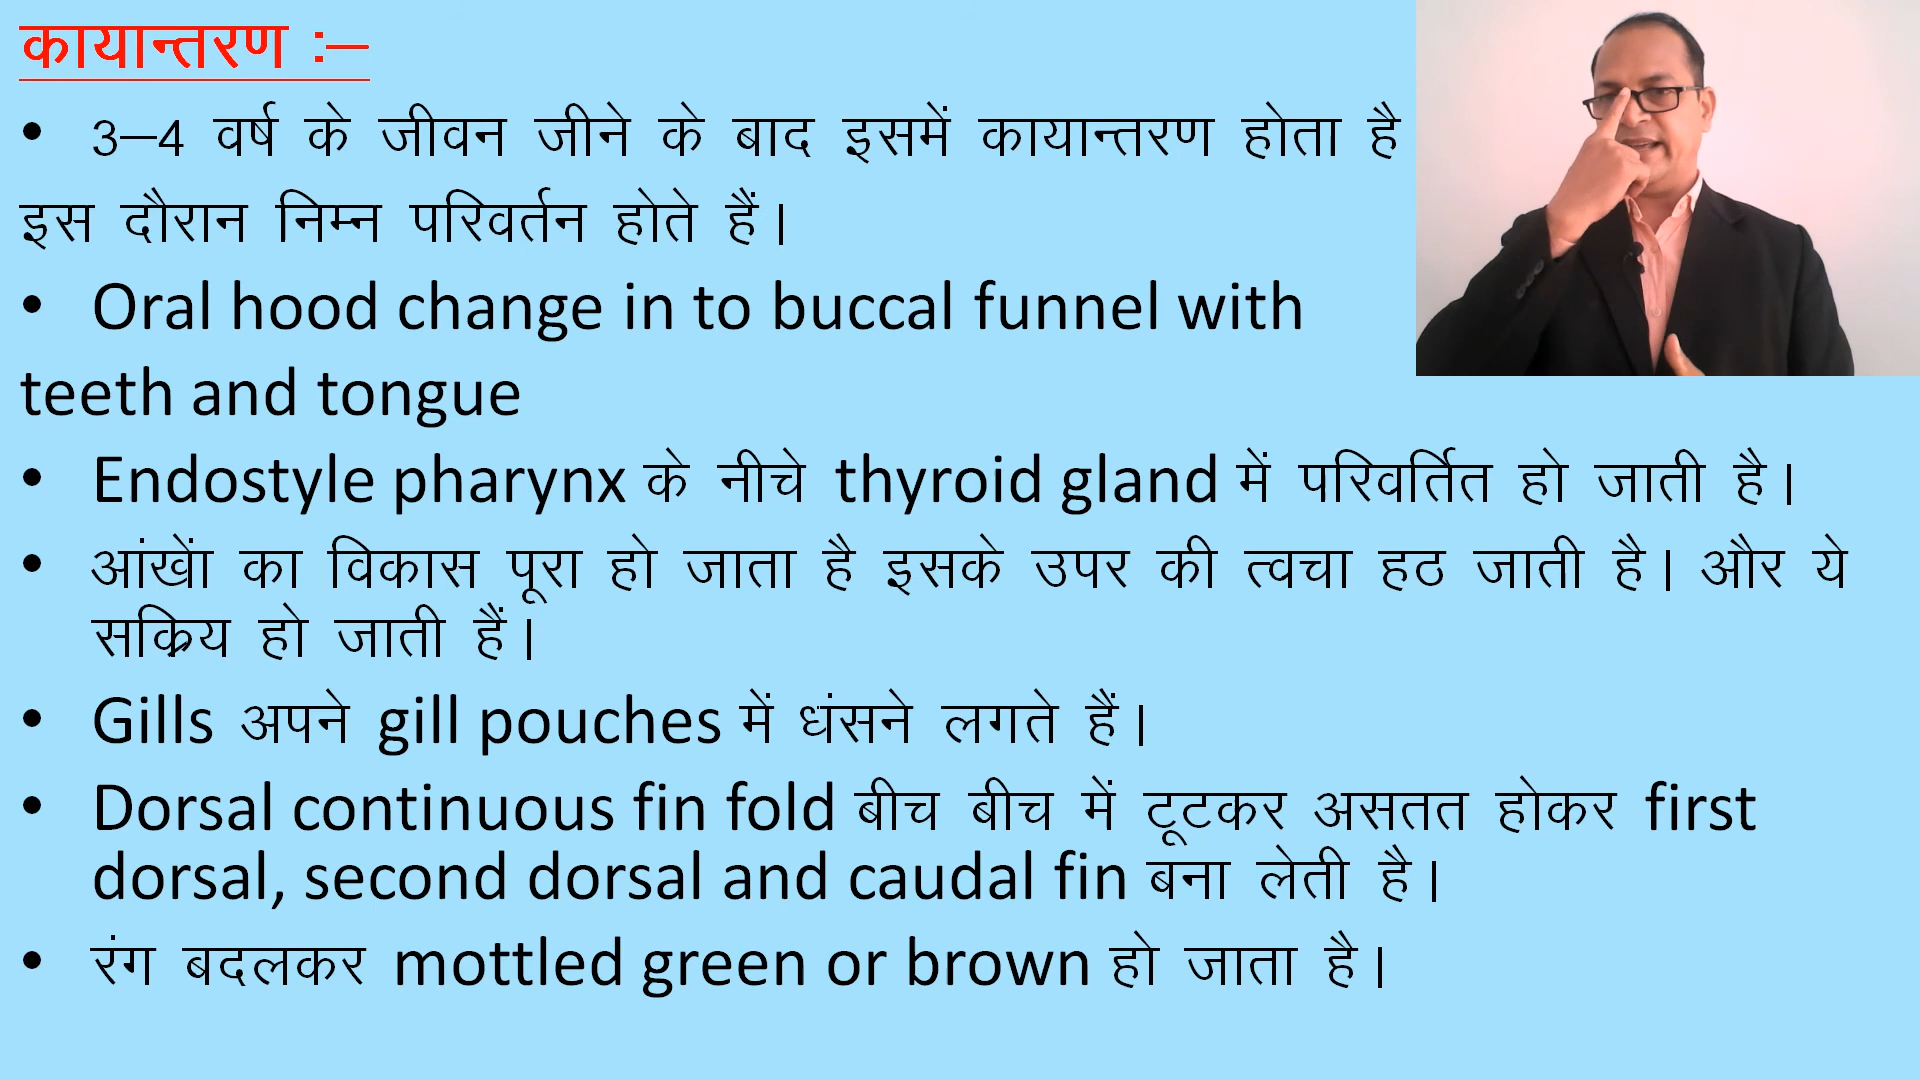 कायान्तरण :–
• 3–4 वर्ष के जीवन जीने के बाद इसमें कायान्तरण होता है
इस दौरान निम्न परिवर्तन होते हैं।
• Oral hood change in to buccal funnel with
teeth and tongue
• Endostyle pharynx के नीचे thyroid gland में परिवर्तित हो जाती है।
• आंखेां का विकास पूरा हो जाता है इसके उपर की त्वचा हठ जाती है। और ये
सक्रिय हो जाती हैं।
• Gills अपने gill pouches में धंसने लगते हैं।
• Dorsal continuous fin fold बीच बीच में टूटकर असतत होकर first
dorsal, second dorsal and caudal fin बना लेती है।
• रंग बदलकर mottled green or brown हो जाता है।